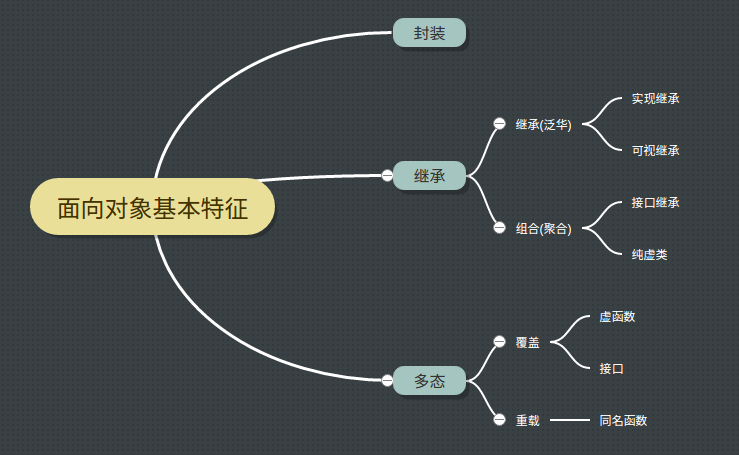 面向对象基本特征
封装
继承
继承(泛华)
实现继承
可视继承
组合(聚合)
接口继承
纯虚类
多态
覆盖
虚函数
接口
重载
同名函数